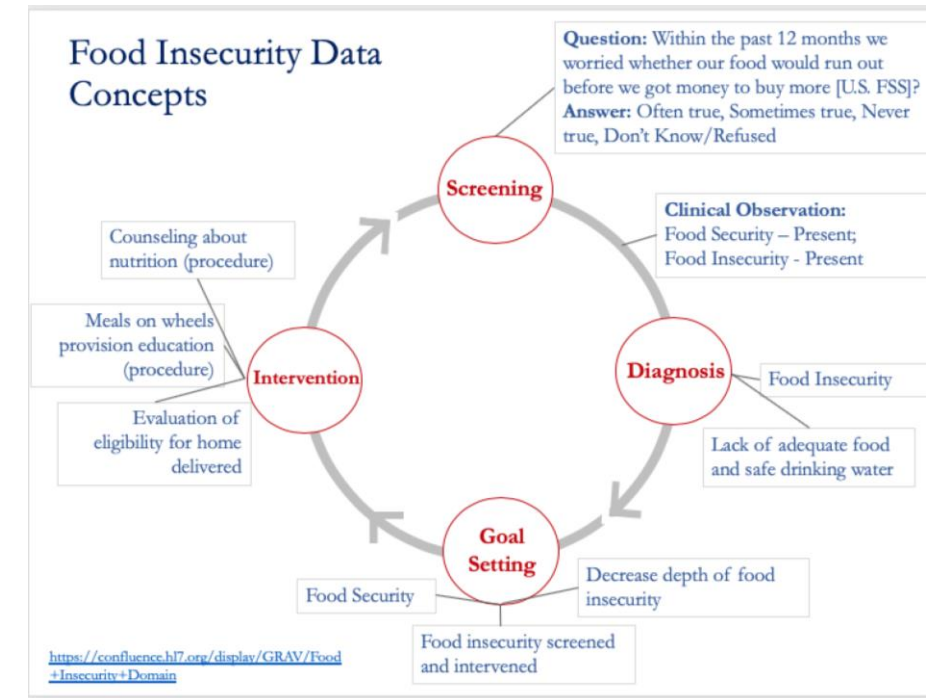 Food Insecurity Data
Concepts
Question: Within the past 12 months we
worried whether our food would run out
before we got money to buy more [U.S. FSS]?
Answer: Often true, Sometimes true, Never
true, Don't Know/Refused
Screening
Clinical Observation:
Food Security – Present;
Food Insecurity - Present
Counseling about
nutrition (procedure)
Meals on wheels
provision education
(procedure)
Intervention
Evaluation of
eligibility for home
delivered
Diagnosis
Food Insecurity
Lack of adequate food
and safe drinking water
Goal
Setting
Food Security
Decrease depth of food
insecurity
Food insecurity screened
and intervened
https://confluence.hl7.org/display/GRAV/Food
+Insecurity+Domain